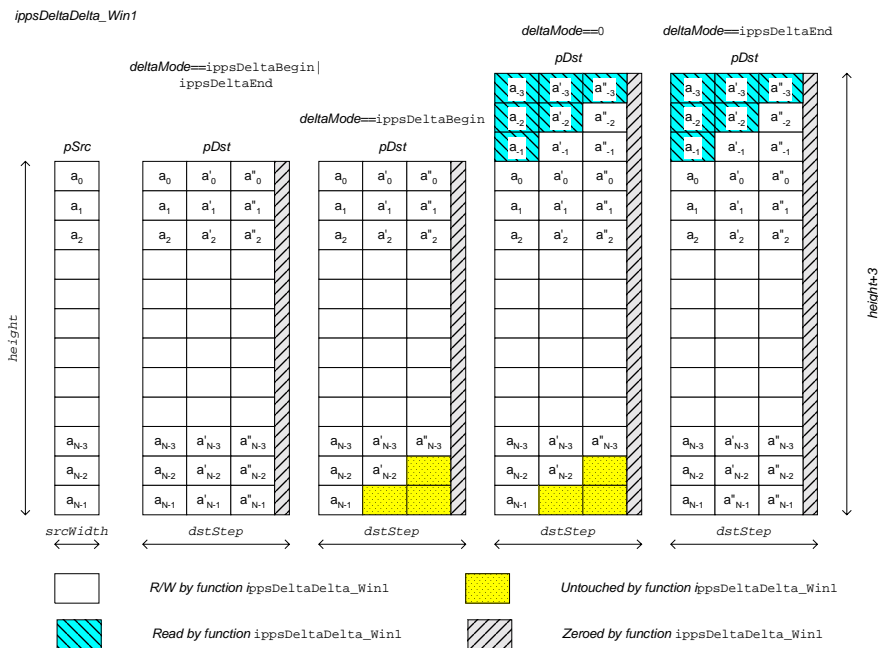 ippsDeltaDelta_Win1
deltaMode==0 deltaMode==ippsDeltaEnd
deltaMode==ippsDeltaBegin|
ippsDeltaEnd
pDst pDst
a-3 a'-3 a"-3 a-3 a'-3 a"-3
a-2 a'-2 a"-2 a-2 a'-2 a"-2
deltaMode==ippsDeltaBegin
a-1 a'-1 a"-1 a-1 a'-1 a"-1
pSrc pDst pDst
a0 a0 a'0 a"0 a0 a'0 a"0 a0 a'0 a"0 a0 a'0 a"0
a1 a1 a'1 a"1 a1 a'1 a"1 a1 a'1 a"1 a1 a'1 a"1
a2 a2 a'2 a"2 a2 a'2 a"2 a2 a'2 a"2 a2 a'2 a"2
height
height+3
aN-3 aN-3 a'N-3 a"N-3 aN-3 a'N-3 a"N-3 aN-3 a'N-3 a"N-3 aN-3 a'N-3 a"N-3
aN-2 aN-2 a'N-2 a"N-2 aN-2 a'N-2 aN-2 a'N-2 aN-2 a'N-2 a"N-2
aN-1 aN-1 a'N-1 a"N-1 aN-1 aN-1 aN-1 a"N-1 a"N-1
srcWidth dstStep dstStep dstStep dstStep
R/W by function ippsDeltaDelta_Win1 Untouched by function ippsDeltaDelta_Win1
Read by function ippsDeltaDelta_Win1 Zeroed by function ippsDeltaDelta_Win1